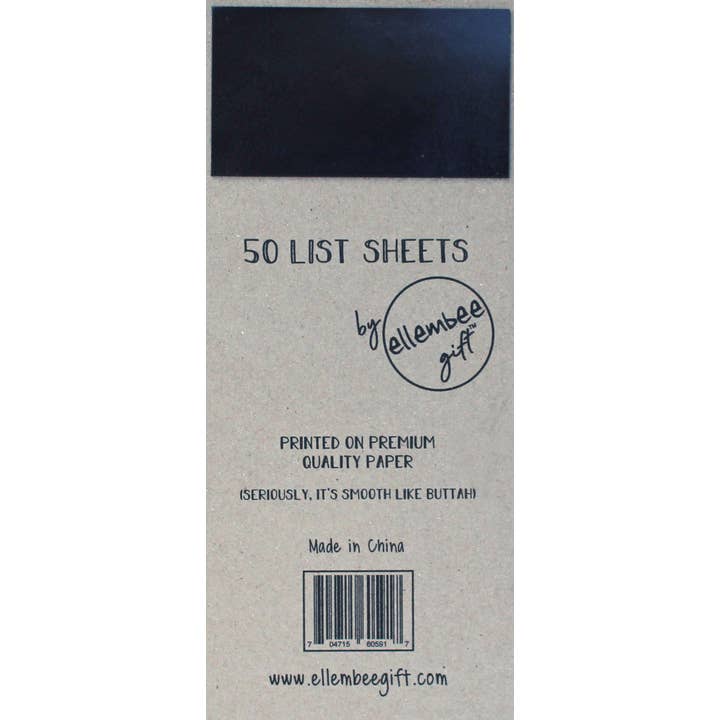 50 LIST SHEETS
by ellembee
gift™
PRINTED ON PREMIUM
QUALITY PAPER
(SERIOUSLY, IT'S SMOOTH LIKE BUTTAH)
Made in China
7 04715 60591 7
www.ellembeegift.com